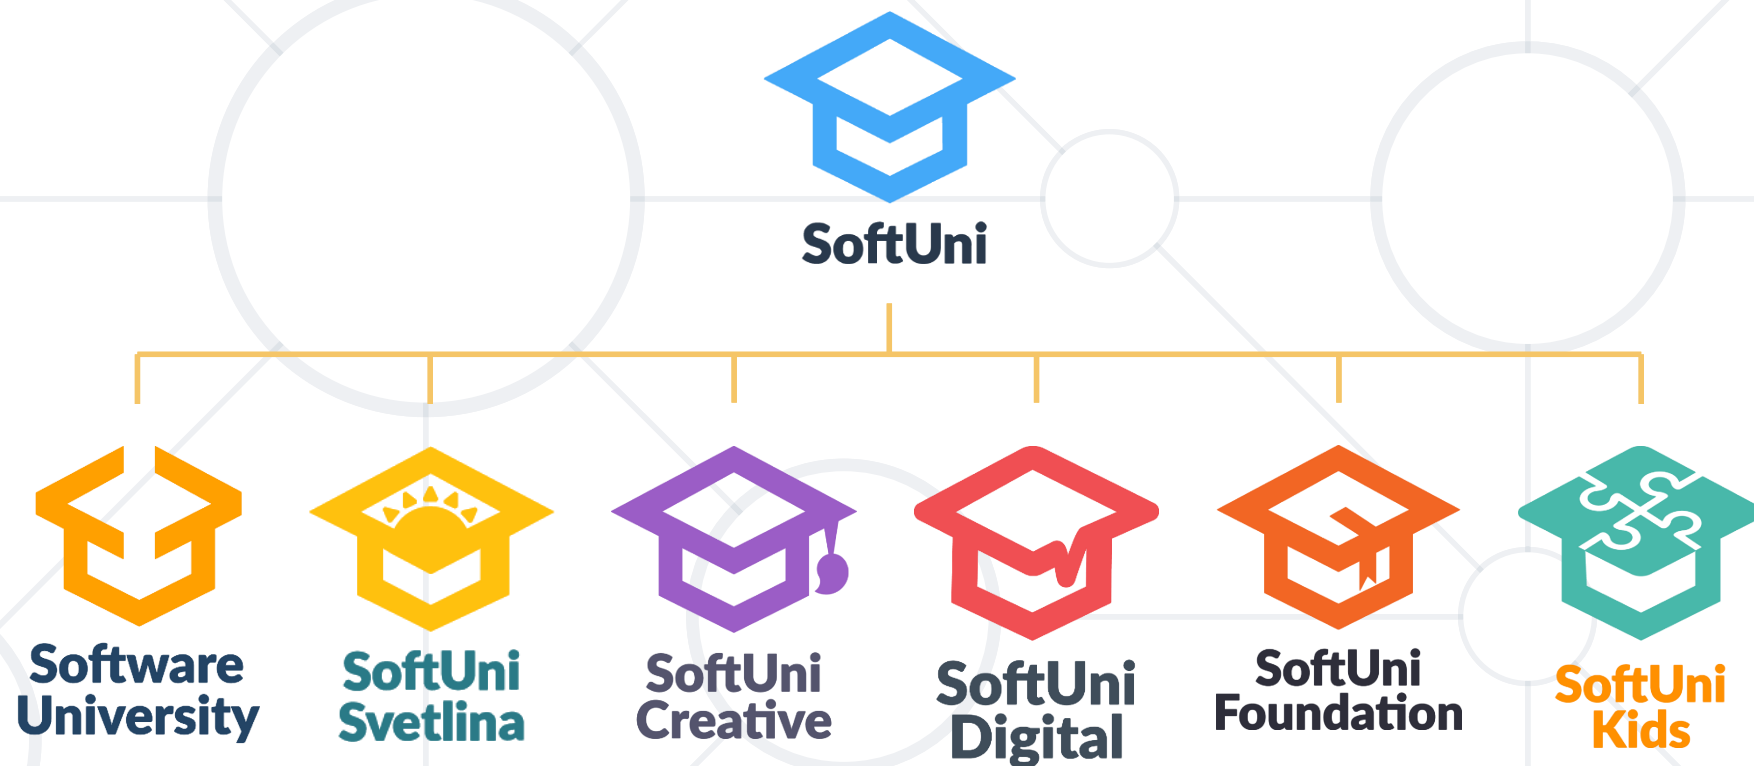 SoftUni
Software
University
SoftUni
Svetlina
SoftUni
Creative
SoftUni
Digital
SoftUni
Foundation
SoftUni
Kids